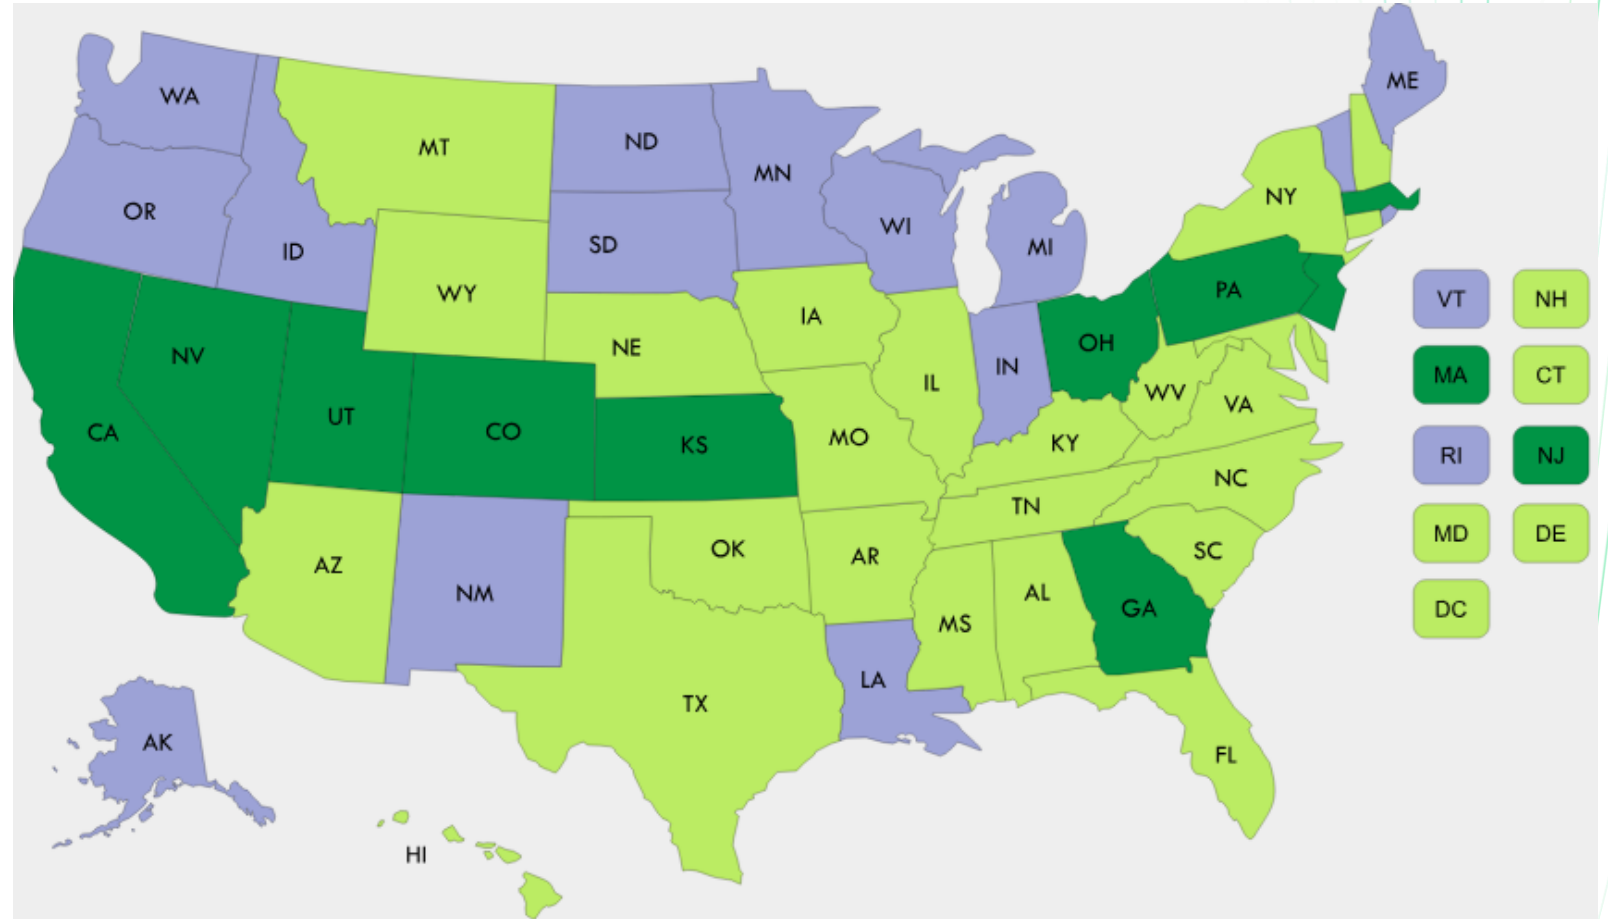 WA
MT
ND
MN
ME
OR
ID
SD
WI
MI
NY
WY
IA
NE
IL
IN
OH
PA
NV
UT
CO
KS
MO
KY
WV
VA
CA
AZ
NM
OK
AR
TN
NC
SC
MS
AL
GA
TX
LA
FL
AK
HI
VT NH
MA CT
RI NJ
MD DE
DC